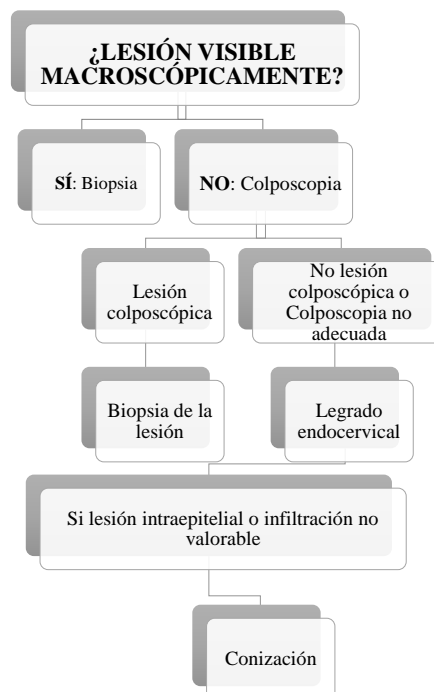 ¿LESIÓN VISIBLE
MACROSCÓPICAMENTE?
SÍ: Biopsia
NO: Colposcopia
Lesión
colposcópica
No lesión
colposcópica o
Colposcopia no
adecuada
Biopsia de la
lesión
Legrado
endocervical
Si lesión intraepitelial o infiltración no
valorable
Conización